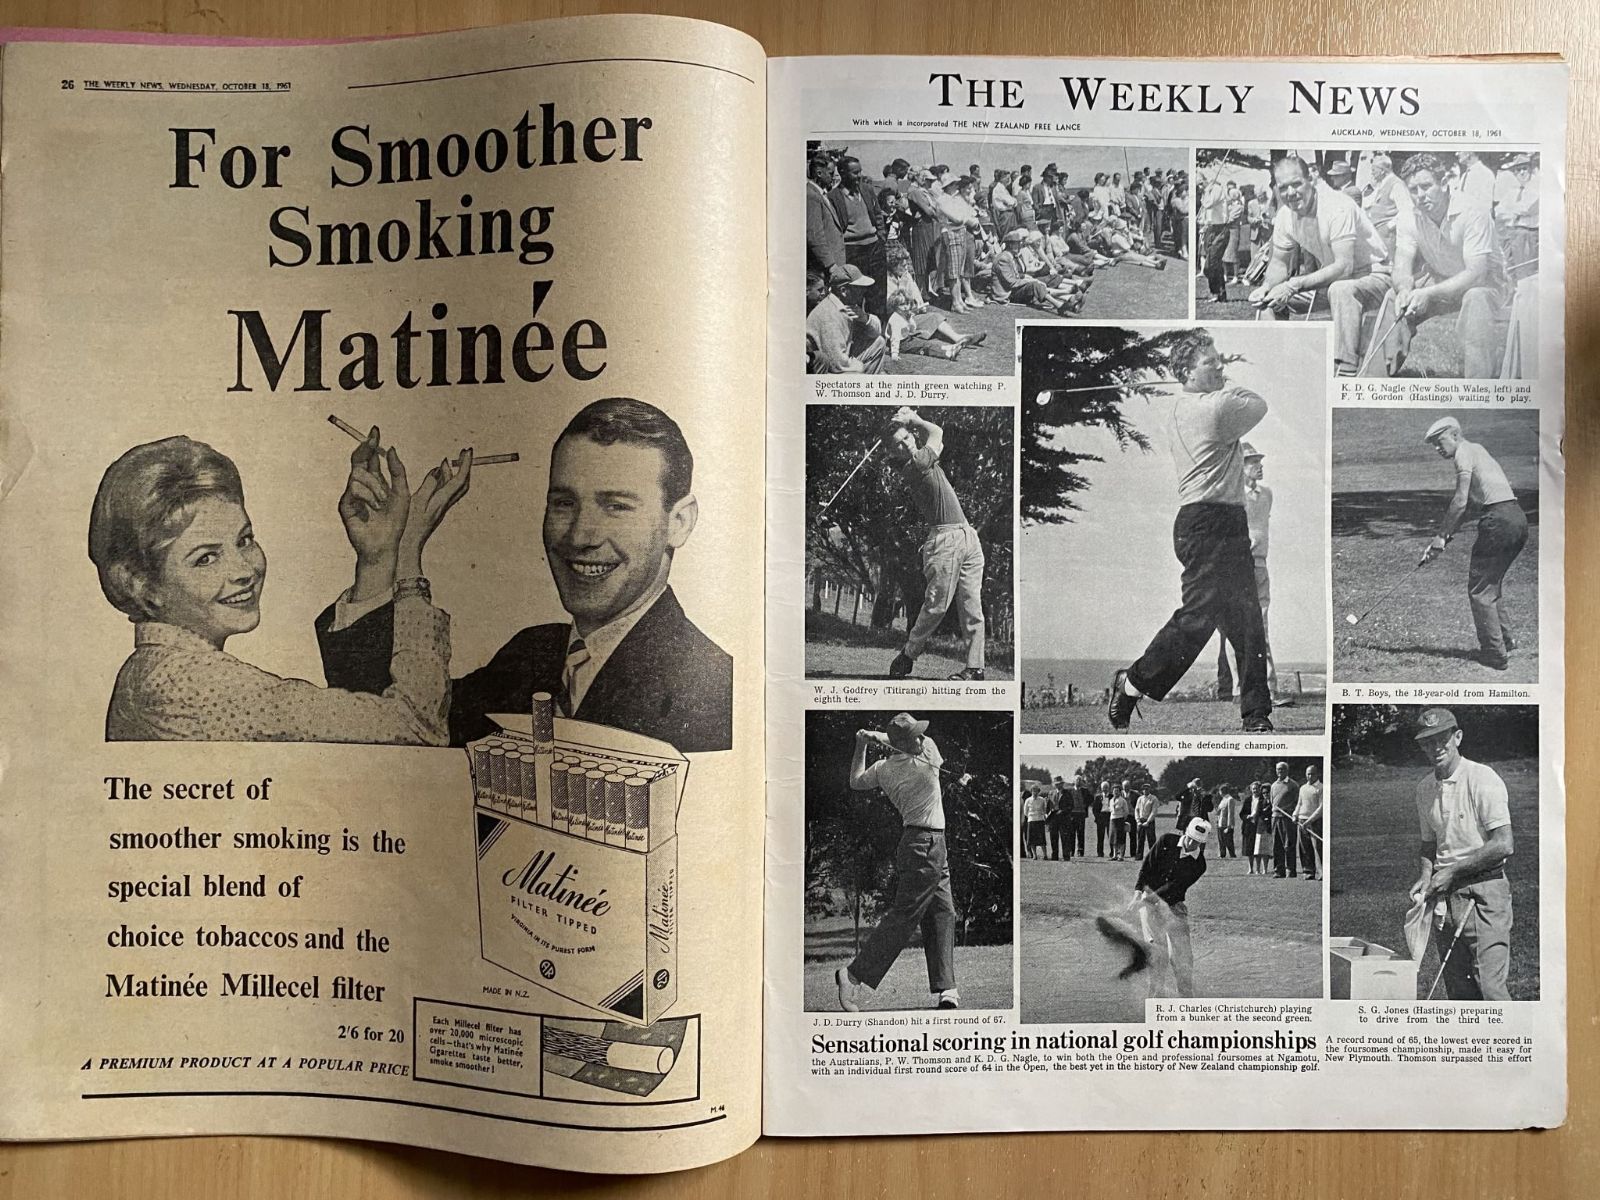 26 THE WEEKLY NEWS, WEDNESDAY, OCTOBER 18, 1961
For Smoother
Smoking
Matinée
The secret of
smoother smoking is the
special blend of
choice tobaccos and the
Matinée Millecel filter
2'6 for 20
A PREMIUM PRODUCT AT A POPULAR PRICE
Matinée
FILTER TIPPED
VIRGINIA IN ITS PUREST FORM
Matinée
FILTER TIPPED
MADE IN N.Z.
Each Millecel filter has
over 20,000 microscopic
cells—that's why Matinée
Cigarettes taste better,
smoke smoother!
M.46
THE WEEKLY NEWS
With which is incorporated THE NEW ZEALAND FREE LANCE
AUCKLAND, WEDNESDAY, OCTOBER 18, 1961
Spectators at the ninth green watching P.
W. Thomson and J. D. Durry.
K. D. G. Nagle (New South Wales, left) and
F. T. Gordon (Hastings) waiting to play.
W. J. Godfrey (Titirangi) hitting from the
eighth tee.
P. W. Thomson (Victoria), the defending champion.
B. T. Boys, the 18-year-old from Hamilton.
J. D. Durry (Shandon) hit a first round of 67.
R. J. Charles (Christchurch) playing
from a bunker at the second green.
S. G. Jones (Hastings) preparing
to drive from the third tee.
Sensational scoring in national golf championships
A record round of 65, the lowest ever scored in
the foursomes championship, made it easy for
the Australians, P. W. Thomson and K. D. G. Nagle, to win both the Open and professional foursomes at Ngamotu, New Plymouth. Thomson surpassed this effort
with an individual first round score of 64 in the Open, the best yet in the history of New Zealand championship golf.